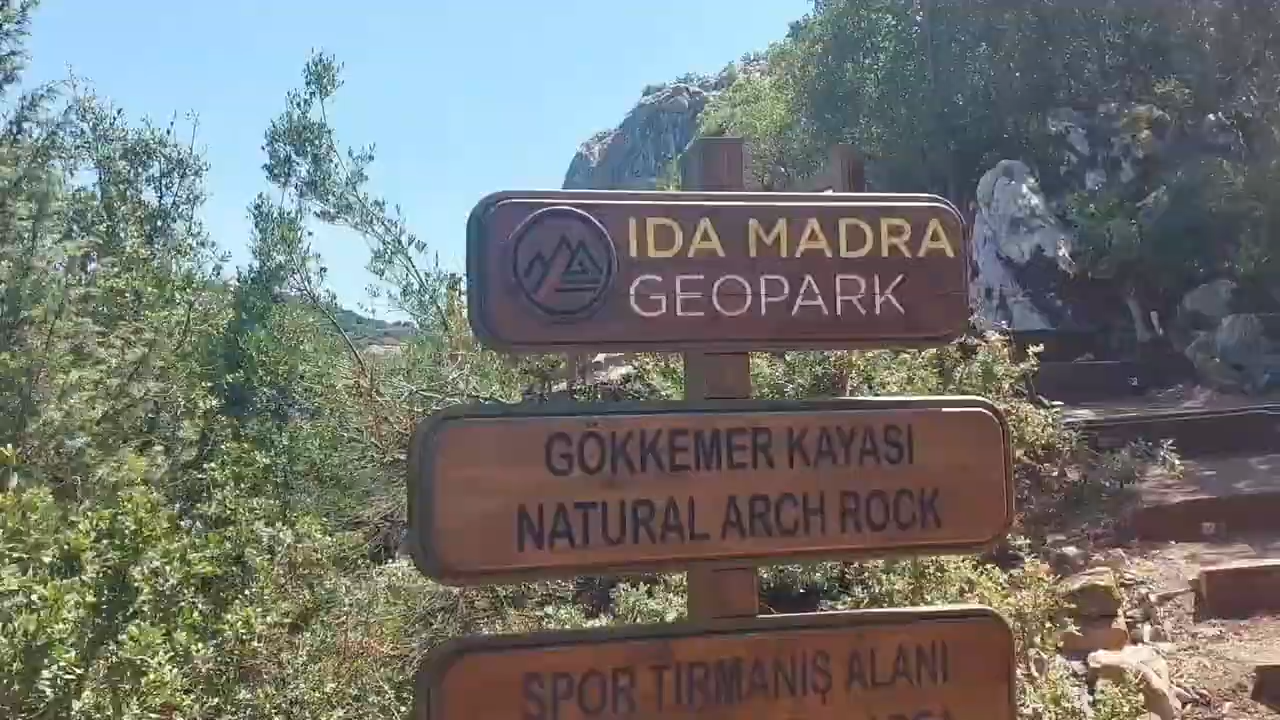 IDA MADRA
GEOPARK
GÖKKEMER KAYASI
NATURAL ARCH ROCK
SPOR TIRMANIŞ ALANI